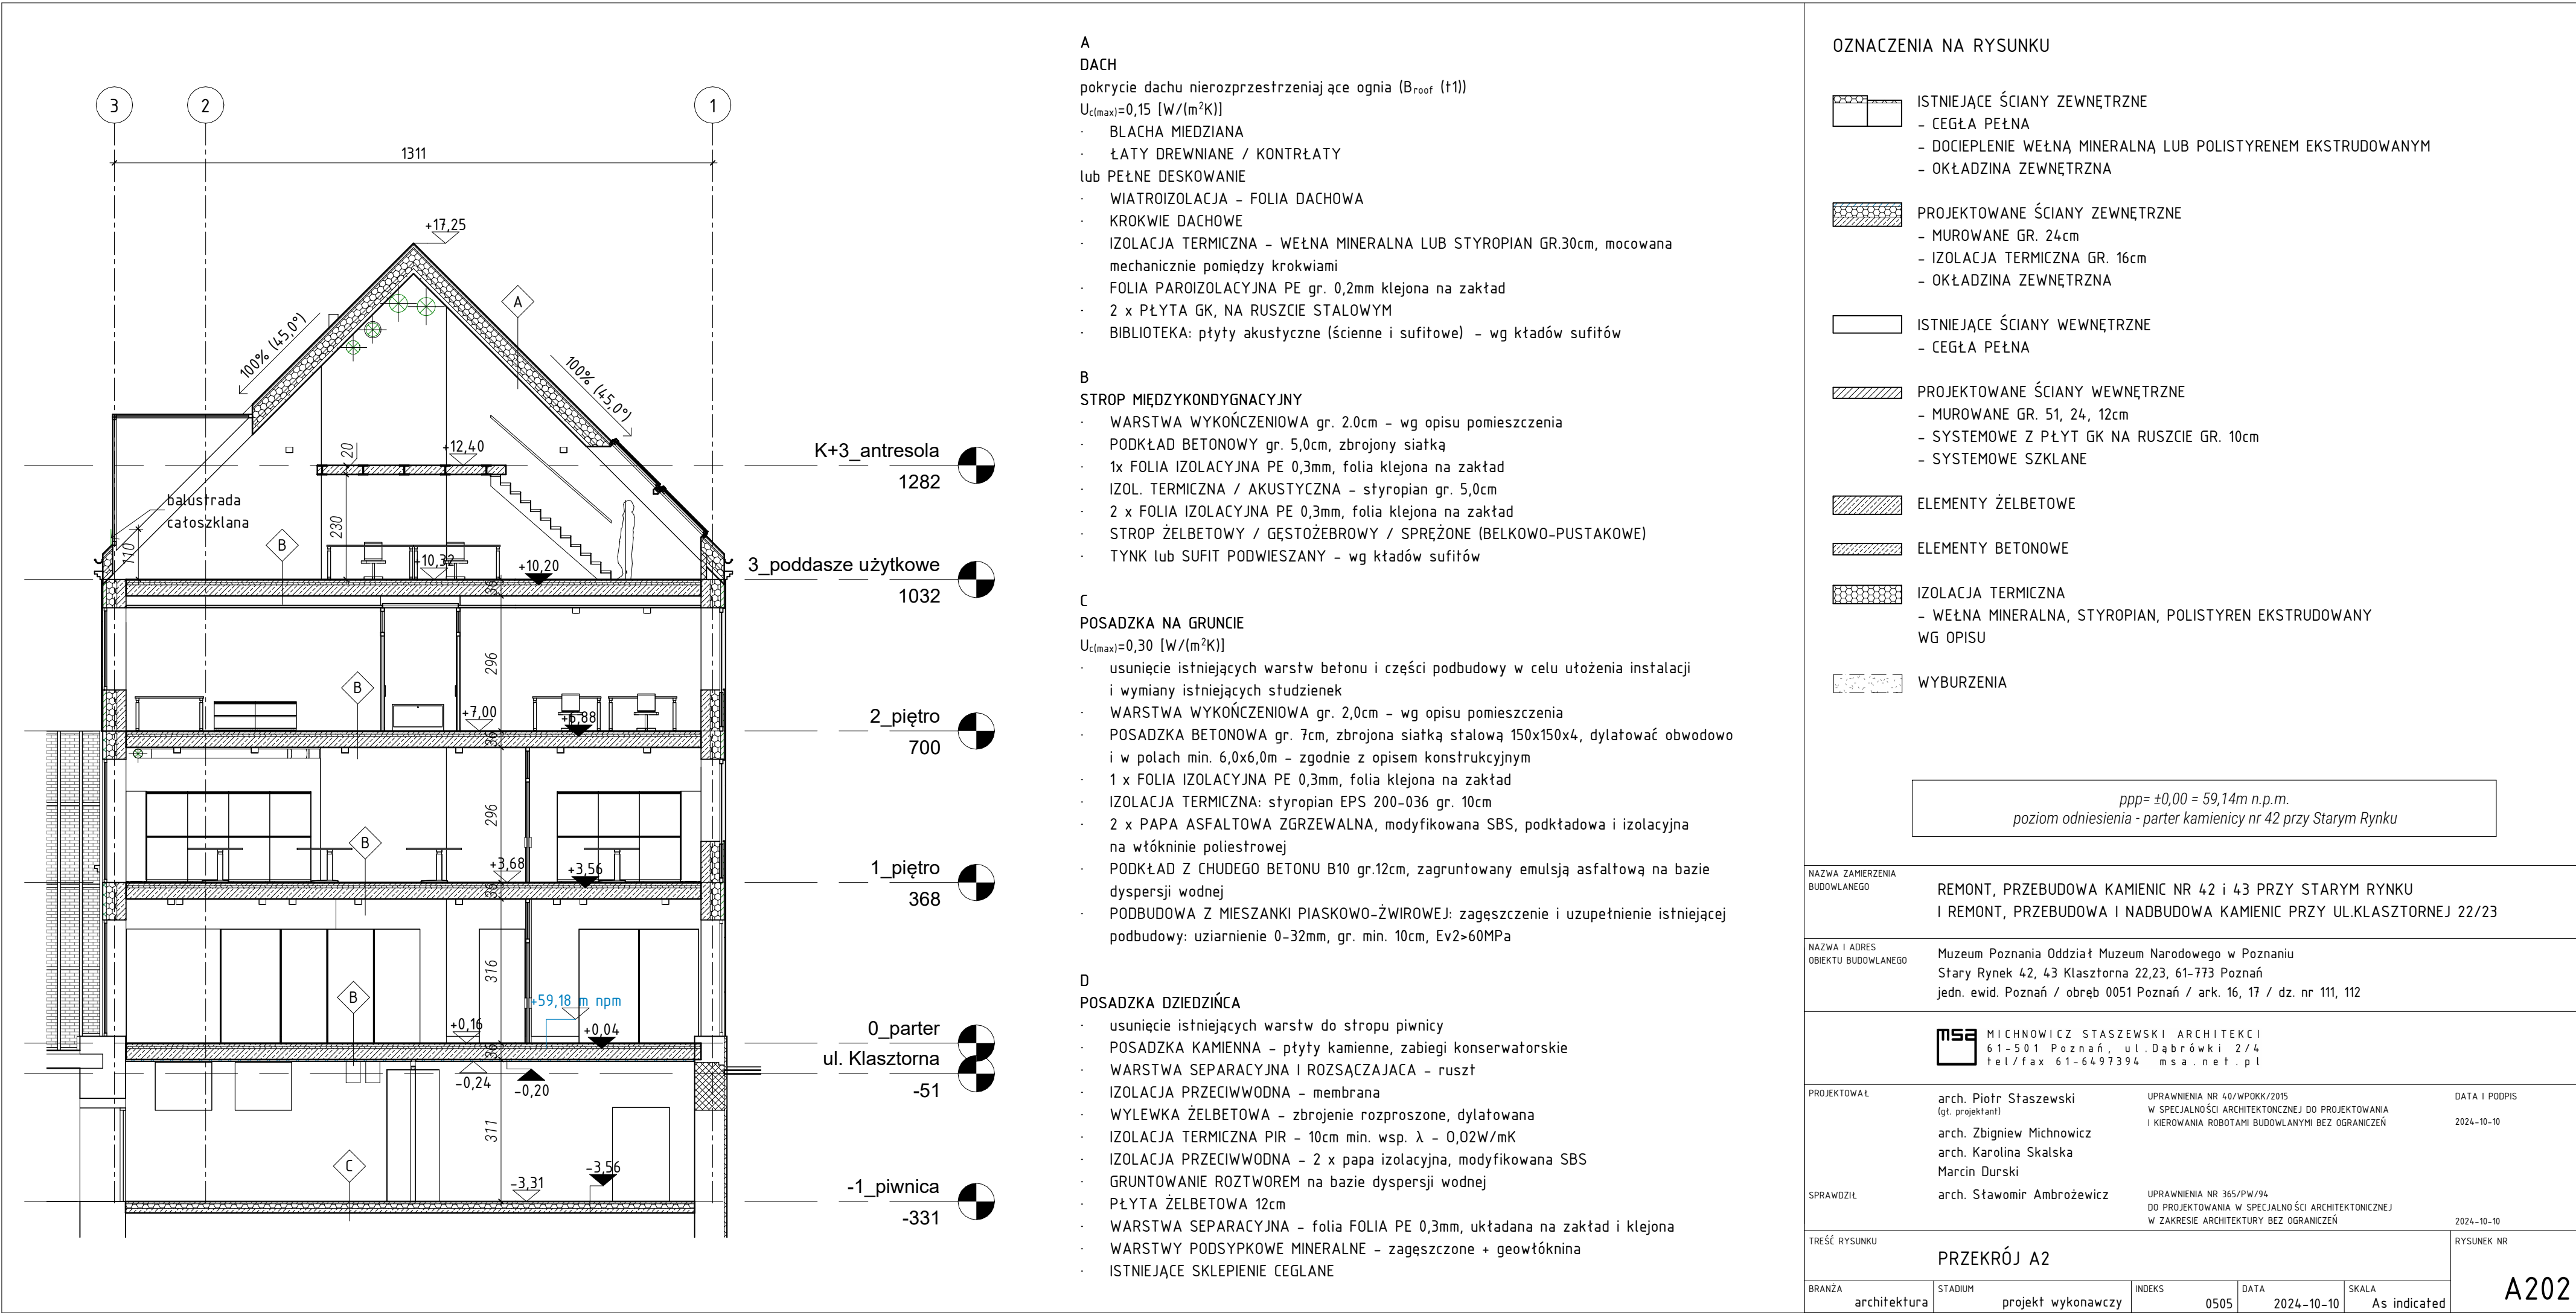 3
2
1
1311
+17,25
A
100% (45,0°)
100% (45,0°)
20
+12,40
K+3_antresola
1282
balustrada
całoszklana
230
110
B
+10,32
+10,20
3_poddasze użytkowe
1032
36
296
B
+7,00
+6,88
2_piętro
700
36
296
B
+3,68
+3,56
1_piętro
368
36
316
B
+59,18 m npm
+0,16
+0,04
0_parter
36
ul. Klasztorna
-51
-0,24
-0,20
311
C
-3,31
-3,56
-1_piwnica
-331
A
DACH
pokrycie dachu nierozprzestrzeniające ognia (Broof (t1))
Uc(max)=0,15 [W/(m²K)]
· BLACHA MIEDZIANA
· ŁATY DREWNIANE / KONTRŁATY
lub PEŁNE DESKOWANIE
· WIATROIZOLACJA - FOLIA DACHOWA
· KROKWIE DACHOWE
· IZOLACJA TERMICZNA - WEŁNA MINERALNA LUB STYROPIAN GR.30cm, mocowana
mechanicznie pomiędzy krokwiami
· FOLIA PAROIZOLACYJNA PE gr. 0,2mm klejona na zakład
· 2 x PŁYTA GK, NA RUSZCIE STALOWYM
· BIBLIOTEKA: płyty akustyczne (ścienne i sufitowe) - wg kładów sufitów
B
STROP MIĘDZYKONDYGNACYJNY
· WARSTWA WYKOŃCZENIOWA gr. 2.0cm - wg opisu pomieszczenia
· PODKŁAD BETONOWY gr. 5,0cm, zbrojony siatką
· 1x FOLIA IZOLACYJNA PE 0,3mm, folia klejona na zakład
· IZOL. TERMICZNA / AKUSTYCZNA - styropian gr. 5,0cm
· 2 x FOLIA IZOLACYJNA PE 0,3mm, folia klejona na zakład
· STROP ŻELBETOWY / GĘSTOŻEBROWY / SPRĘŻONE (BELKOWO-PUSTAKOWE)
· TYNK lub SUFIT PODWIESZANY - wg kładów sufitów
C
POSADZKA NA GRUNCIE
Uc(max)=0,30 [W/(m²K)]
· usunięcie istniejących warstw betonu i części podbudowy w celu ułożenia instalacji
i wymiany istniejących studzienek
· WARSTWA WYKOŃCZENIOWA gr. 2,0cm - wg opisu pomieszczenia
· POSADZKA BETONOWA gr. 7cm, zbrojona siatką stalową 150x150x4, dylatować obwodowo
i w polach min. 6,0x6,0m - zgodnie z opisem konstrukcyjnym
· 1 x FOLIA IZOLACYJNA PE 0,3mm, folia klejona na zakład
· IZOLACJA TERMICZNA: styropian EPS 200-036 gr. 10cm
· 2 x PAPA ASFALTOWA ZGRZEWALNA, modyfikowana SBS, podkładowa i izolacyjna
na włókninie poliestrowej
· PODKŁAD Z CHUDEGO BETONU B10 gr.12cm, zagruntowany emulsją asfaltową na bazie
dyspersji wodnej
· PODBUDOWA Z MIESZANKI PIASKOWO-ŻWIROWEJ: zagęszczenie i uzupełnienie istniejącej
podbudowy: uziarnienie 0-32mm, gr. min. 10cm, Ev2>60MPa
D
POSADZKA DZIEDZIŃCA
· usunięcie istniejących warstw do stropu piwnicy
· POSADZKA KAMIENNA - płyty kamienne, zabiegi konserwatorskie
· WARSTWA SEPARACYJNA I ROZSĄCZAJACA - ruszt
· IZOLACJA PRZECIWWODNA - membrana
· WYLEWKA ŻELBETOWA - zbrojenie rozproszone, dylatowana
· IZOLACJA TERMICZNA PIR - 10cm min. wsp. λ - 0,02W/mK
· IZOLACJA PRZECIWWODNA - 2 x papa izolacyjna, modyfikowana SBS
· GRUNTOWANIE ROZTWOREM na bazie dyspersji wodnej
· PŁYTA ŻELBETOWA 12cm
· WARSTWA SEPARACYJNA - folia FOLIA PE 0,3mm, układana na zakład i klejona
· WARSTWY PODSYPKOWE MINERALNE - zagęszczone + geowłóknina
· ISTNIEJĄCE SKLEPIENIE CEGLANE
OZNACZENIA NA RYSUNKU
ISTNIEJĄCE ŚCIANY ZEWNĘTRZNE
- CEGŁA PEŁNA
- DOCIEPLENIE WEŁNĄ MINERALNĄ LUB POLISTYRENEM EKSTRUDOWANYM
- OKŁADZINA ZEWNĘTRZNA
PROJEKTOWANE ŚCIANY ZEWNĘTRZNE
- MUROWANE GR. 24cm
- IZOLACJA TERMICZNA GR. 16cm
- OKŁADZINA ZEWNĘTRZNA
ISTNIEJĄCE ŚCIANY WEWNĘTRZNE
- CEGŁA PEŁNA
PROJEKTOWANE ŚCIANY WEWNĘTRZNE
- MUROWANE GR. 51, 24, 12cm
- SYSTEMOWE Z PŁYT GK NA RUSZCIE GR. 10cm
- SYSTEMOWE SZKLANE
ELEMENTY ŻELBETOWE
ELEMENTY BETONOWE
IZOLACJA TERMICZNA
- WEŁNA MINERALNA, STYROPIAN, POLISTYREN EKSTRUDOWANY
WG OPISU
WYBURZENIA
ppp= ±0,00 = 59,14m n.p.m.
poziom odniesienia - parter kamienicy nr 42 przy Starym Rynku
NAZWA ZAMIERZENIA
BUDOWLANEGO
REMONT, PRZEBUDOWA KAMIENIC NR 42 i 43 PRZY STARYM RYNKU
I REMONT, PRZEBUDOWA I NADBUDOWA KAMIENIC PRZY UL.KLASZTORNEJ 22/23
NAZWA I ADRES
OBIEKTU BUDOWLANEGO
Muzeum Poznania Oddział Muzeum Narodowego w Poznaniu
Stary Rynek 42, 43 Klasztorna 22,23, 61-773 Poznań
jedn. ewid. Poznań / obręb 0051 Poznań / ark. 16, 17 / dz. nr 111, 112
msa
MICHNOWICZ STASZEWSKI ARCHITEKCI
61-501 Poznań, ul.Dąbrówki 2/4
tel/fax 61-6497394 msa.net.pl
PROJEKTOWAŁ
arch. Piotr Staszewski
(gł. projektant)
arch. Zbigniew Michnowicz
arch. Karolina Skalska
Marcin Durski
UPRAWNIENIA NR 40/WPOKK/2015
W SPECJALNOŚCI ARCHITEKTONCZNEJ DO PROJEKTOWANIA
I KIEROWANIA ROBOTAMI BUDOWLANYMI BEZ OGRANICZEŃ
DATA I PODPIS
2024-10-10
SPRAWDZIŁ
arch. Sławomir Ambrożewicz
UPRAWNIENIA NR 365/PW/94
DO PROJEKTOWANIA W SPECJALNOŚCI ARCHITEKTONICZNEJ
W ZAKRESIE ARCHITEKTURY BEZ OGRANICZEŃ
2024-10-10
TREŚĆ RYSUNKU
PRZEKRÓJ A2
RYSUNEK NR
A202
BRANŻA
architektura
STADIUM
projekt wykonawczy
INDEKS
0505
DATA
2024-10-10
SKALA
As indicated